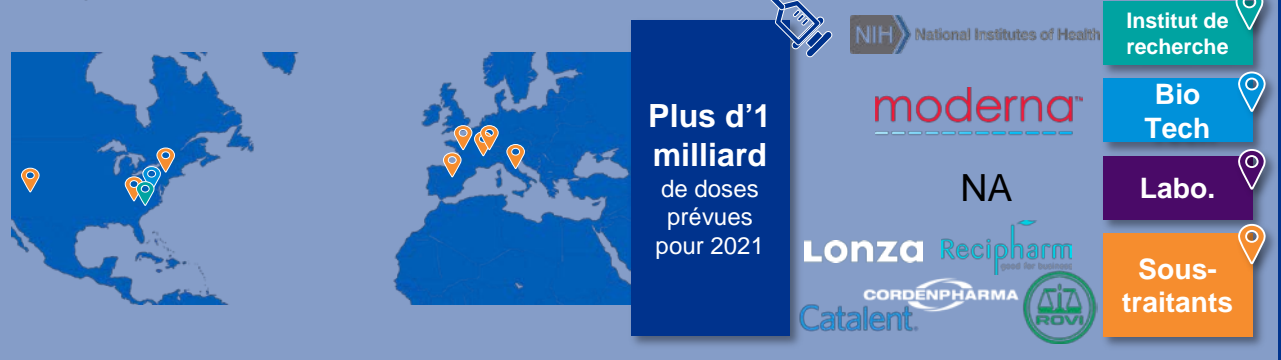 Plus d'1
milliard
de doses
prévues
pour 2021
NIH National Institutes of Health
Institut de
recherche
moderna™
Bio
Tech
NA
Labo.
Lonza Recipharm
good for business
CORDENPHARMA
Catalent.
ROVI
Sous-
traitants